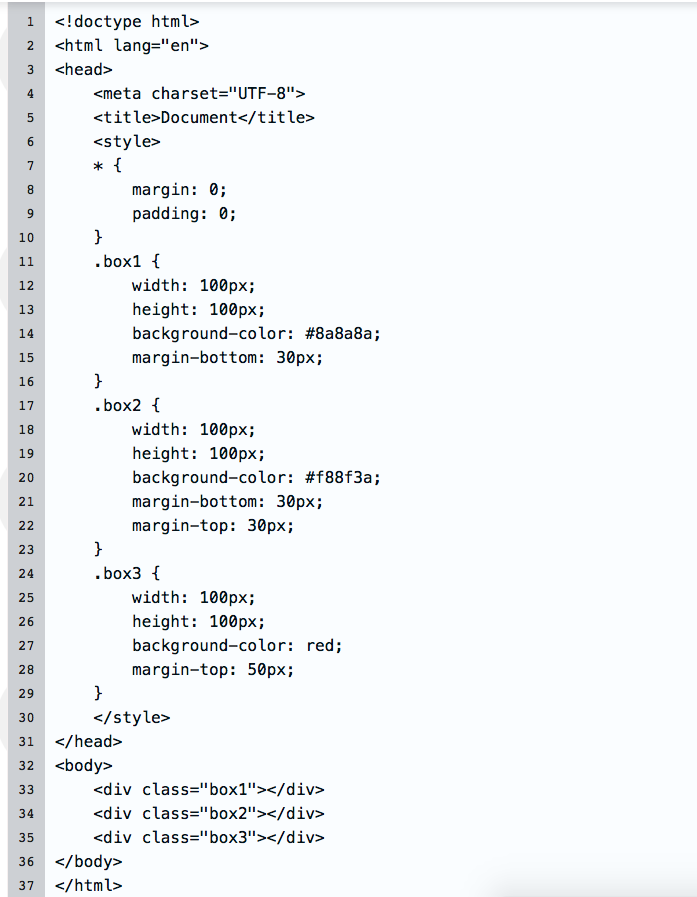 1 <!doctype html>
2 <html lang="en">
3 <head>
4     <meta charset="UTF-8">
5     <title>Document</title>
6     <style>
7     * {
8         margin: 0;
9         padding: 0;
10     }
11     .box1 {
12         width: 100px;
13         height: 100px;
14         background-color: #8a8a8a;
15         margin-bottom: 30px;
16     }
17     .box2 {
18         width: 100px;
19         height: 100px;
20         background-color: #f88f3a;
21         margin-bottom: 30px;
22         margin-top: 30px;
23     }
24     .box3 {
25         width: 100px;
26         height: 100px;
27         background-color: red;
28         margin-top: 50px;
29     }
30     </style>
31 </head>
32 <body>
33     <div class="box1"></div>
34     <div class="box2"></div>
35     <div class="box3"></div>
36 </body>
37 </html>